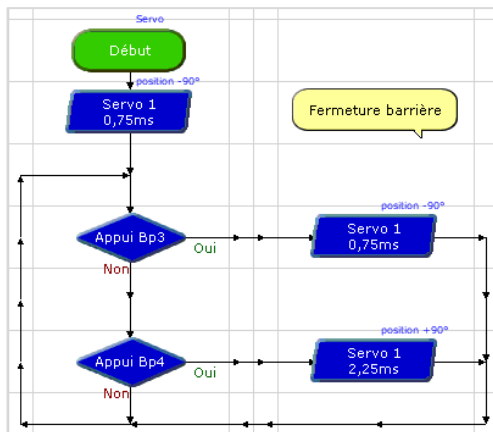 Servo
Début
position -90°
Servo 1
0,75ms
Fermeture barrière
position -90°
Appui Bp3
Oui
Servo 1
0,75ms
Non
position +90°
Appui Bp4
Oui
Servo 1
2,25ms
Non